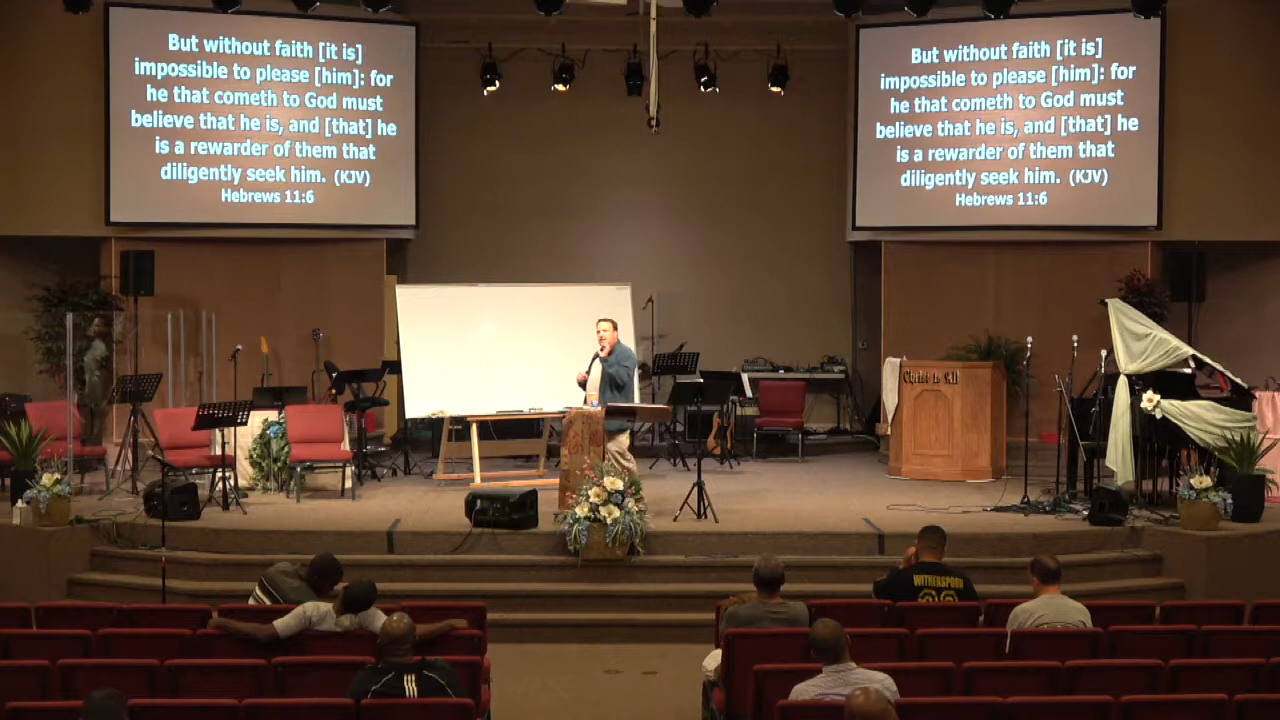 But without faith [it is]
impossible to please [him]: for
he that cometh to God must
believe that he is, and [that] he
is a rewarder of them that
diligently seek him. (KJV)
Hebrews 11:6
But without faith [it is]
impossible to please [him]: for
he that cometh to God must
believe that he is, and [that] he
is a rewarder of them that
diligently seek him. (KJV)
Hebrews 11:6
Christ is All
WITHERSPOON